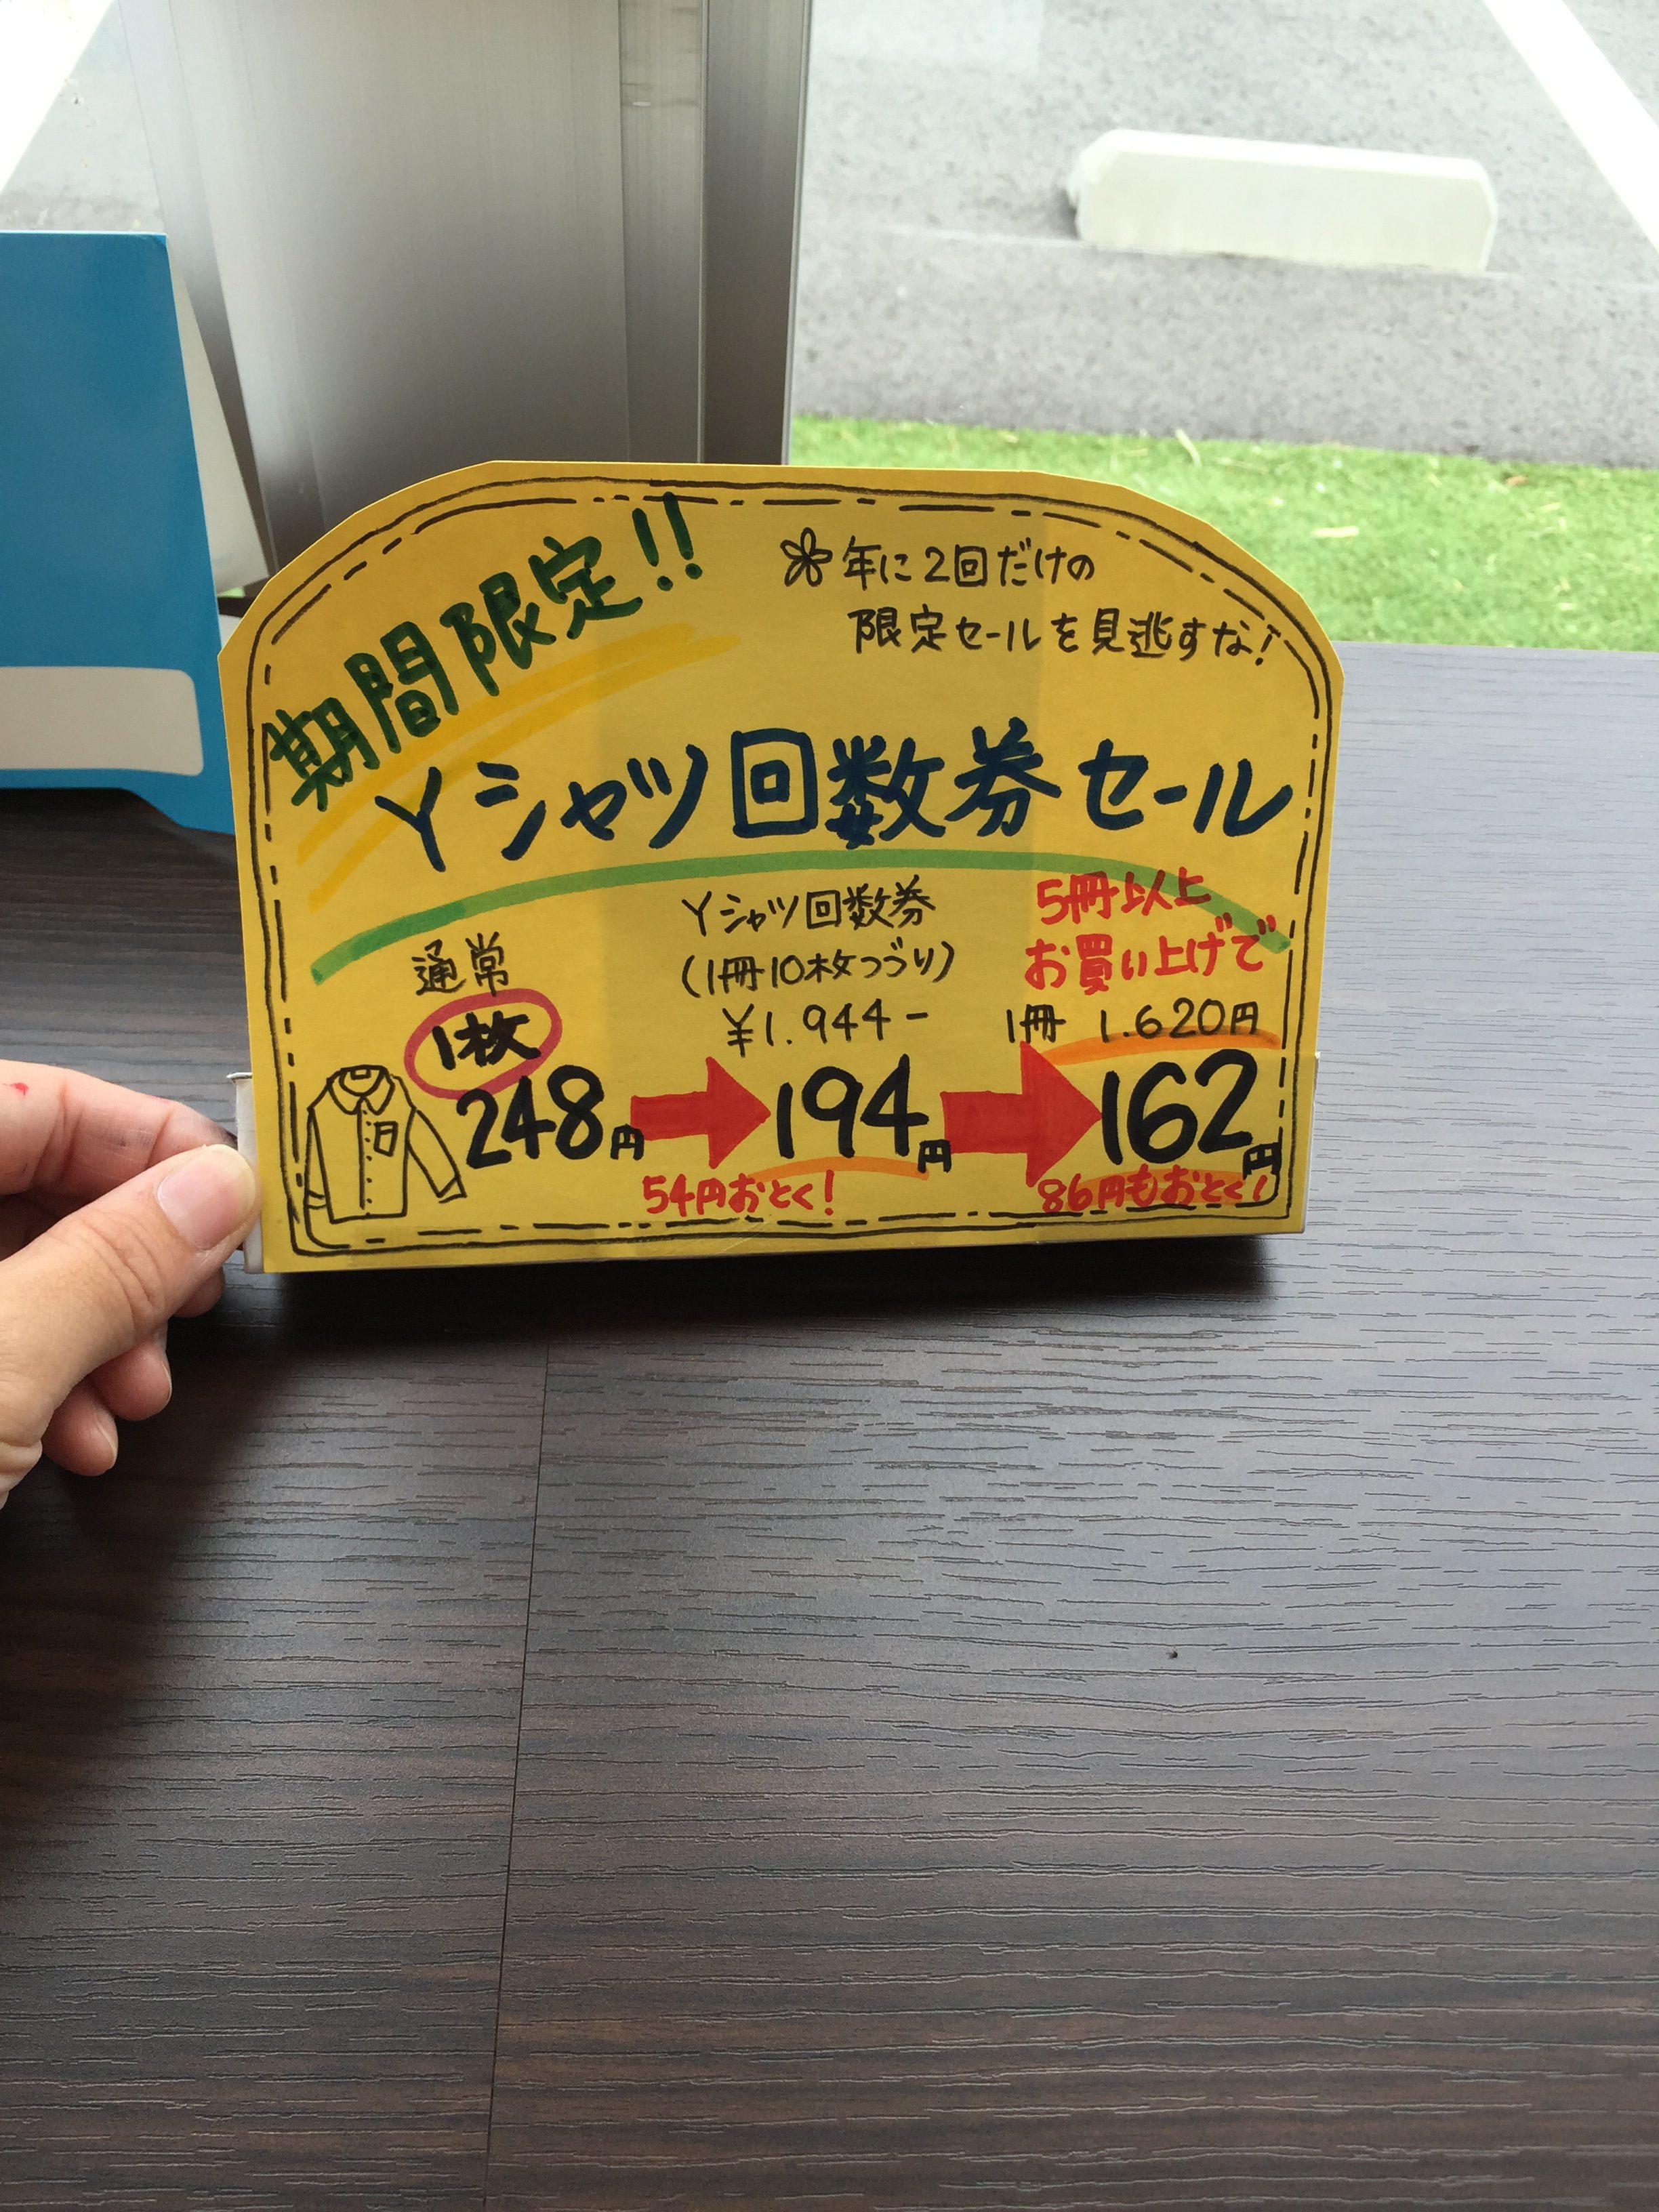 期間限定!!
年に2回だけの
限定セールを見逃すな!
Yシャツ回数券セール
通常
1枚
248円
Yシャツ回数券
(1冊10枚つづり)
¥1.944-
194円
54円おとく!
5冊以上
お買い上げで
1冊 1.620円
162円
86円もおとく!